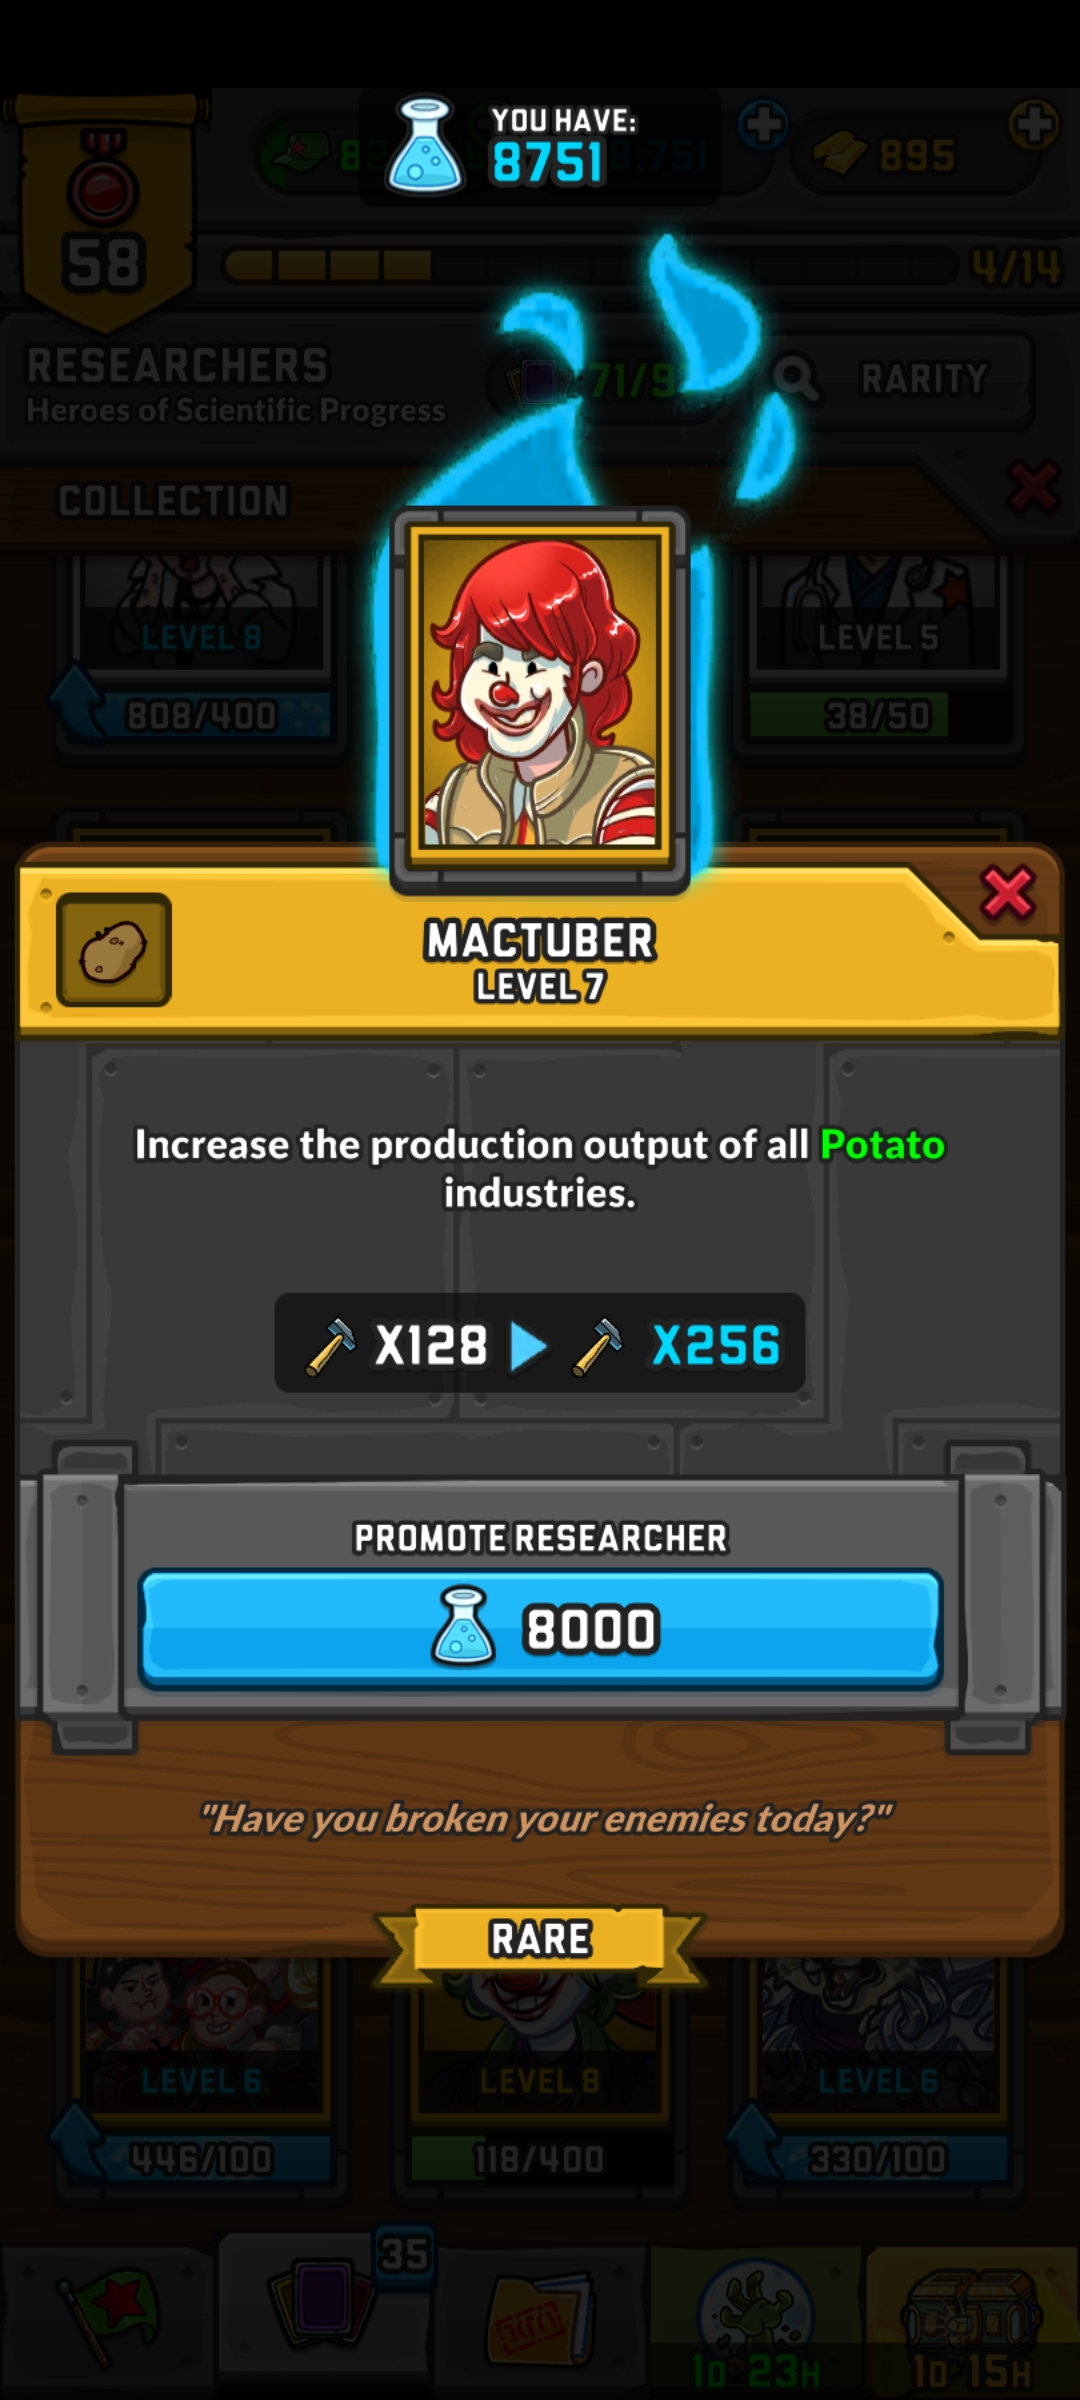 YOU HAVE:
8751
895
58
4/14
RESEARCHERS
Heroes of Scientific Progress
RARITY
COLLECTION
LEVEL 8
LEVEL 5
808/400
38/50
MACTUBER
LEVEL 7
Increase the production output of all Potato
industries.
X128
X256
PROMOTE RESEARCHER
8000
"Have you broken your enemies today?"
RARE
LEVEL 6
LEVEL 8
LEVEL 6
446/100
118/400
330/100
35
1D 23H
1D 15H